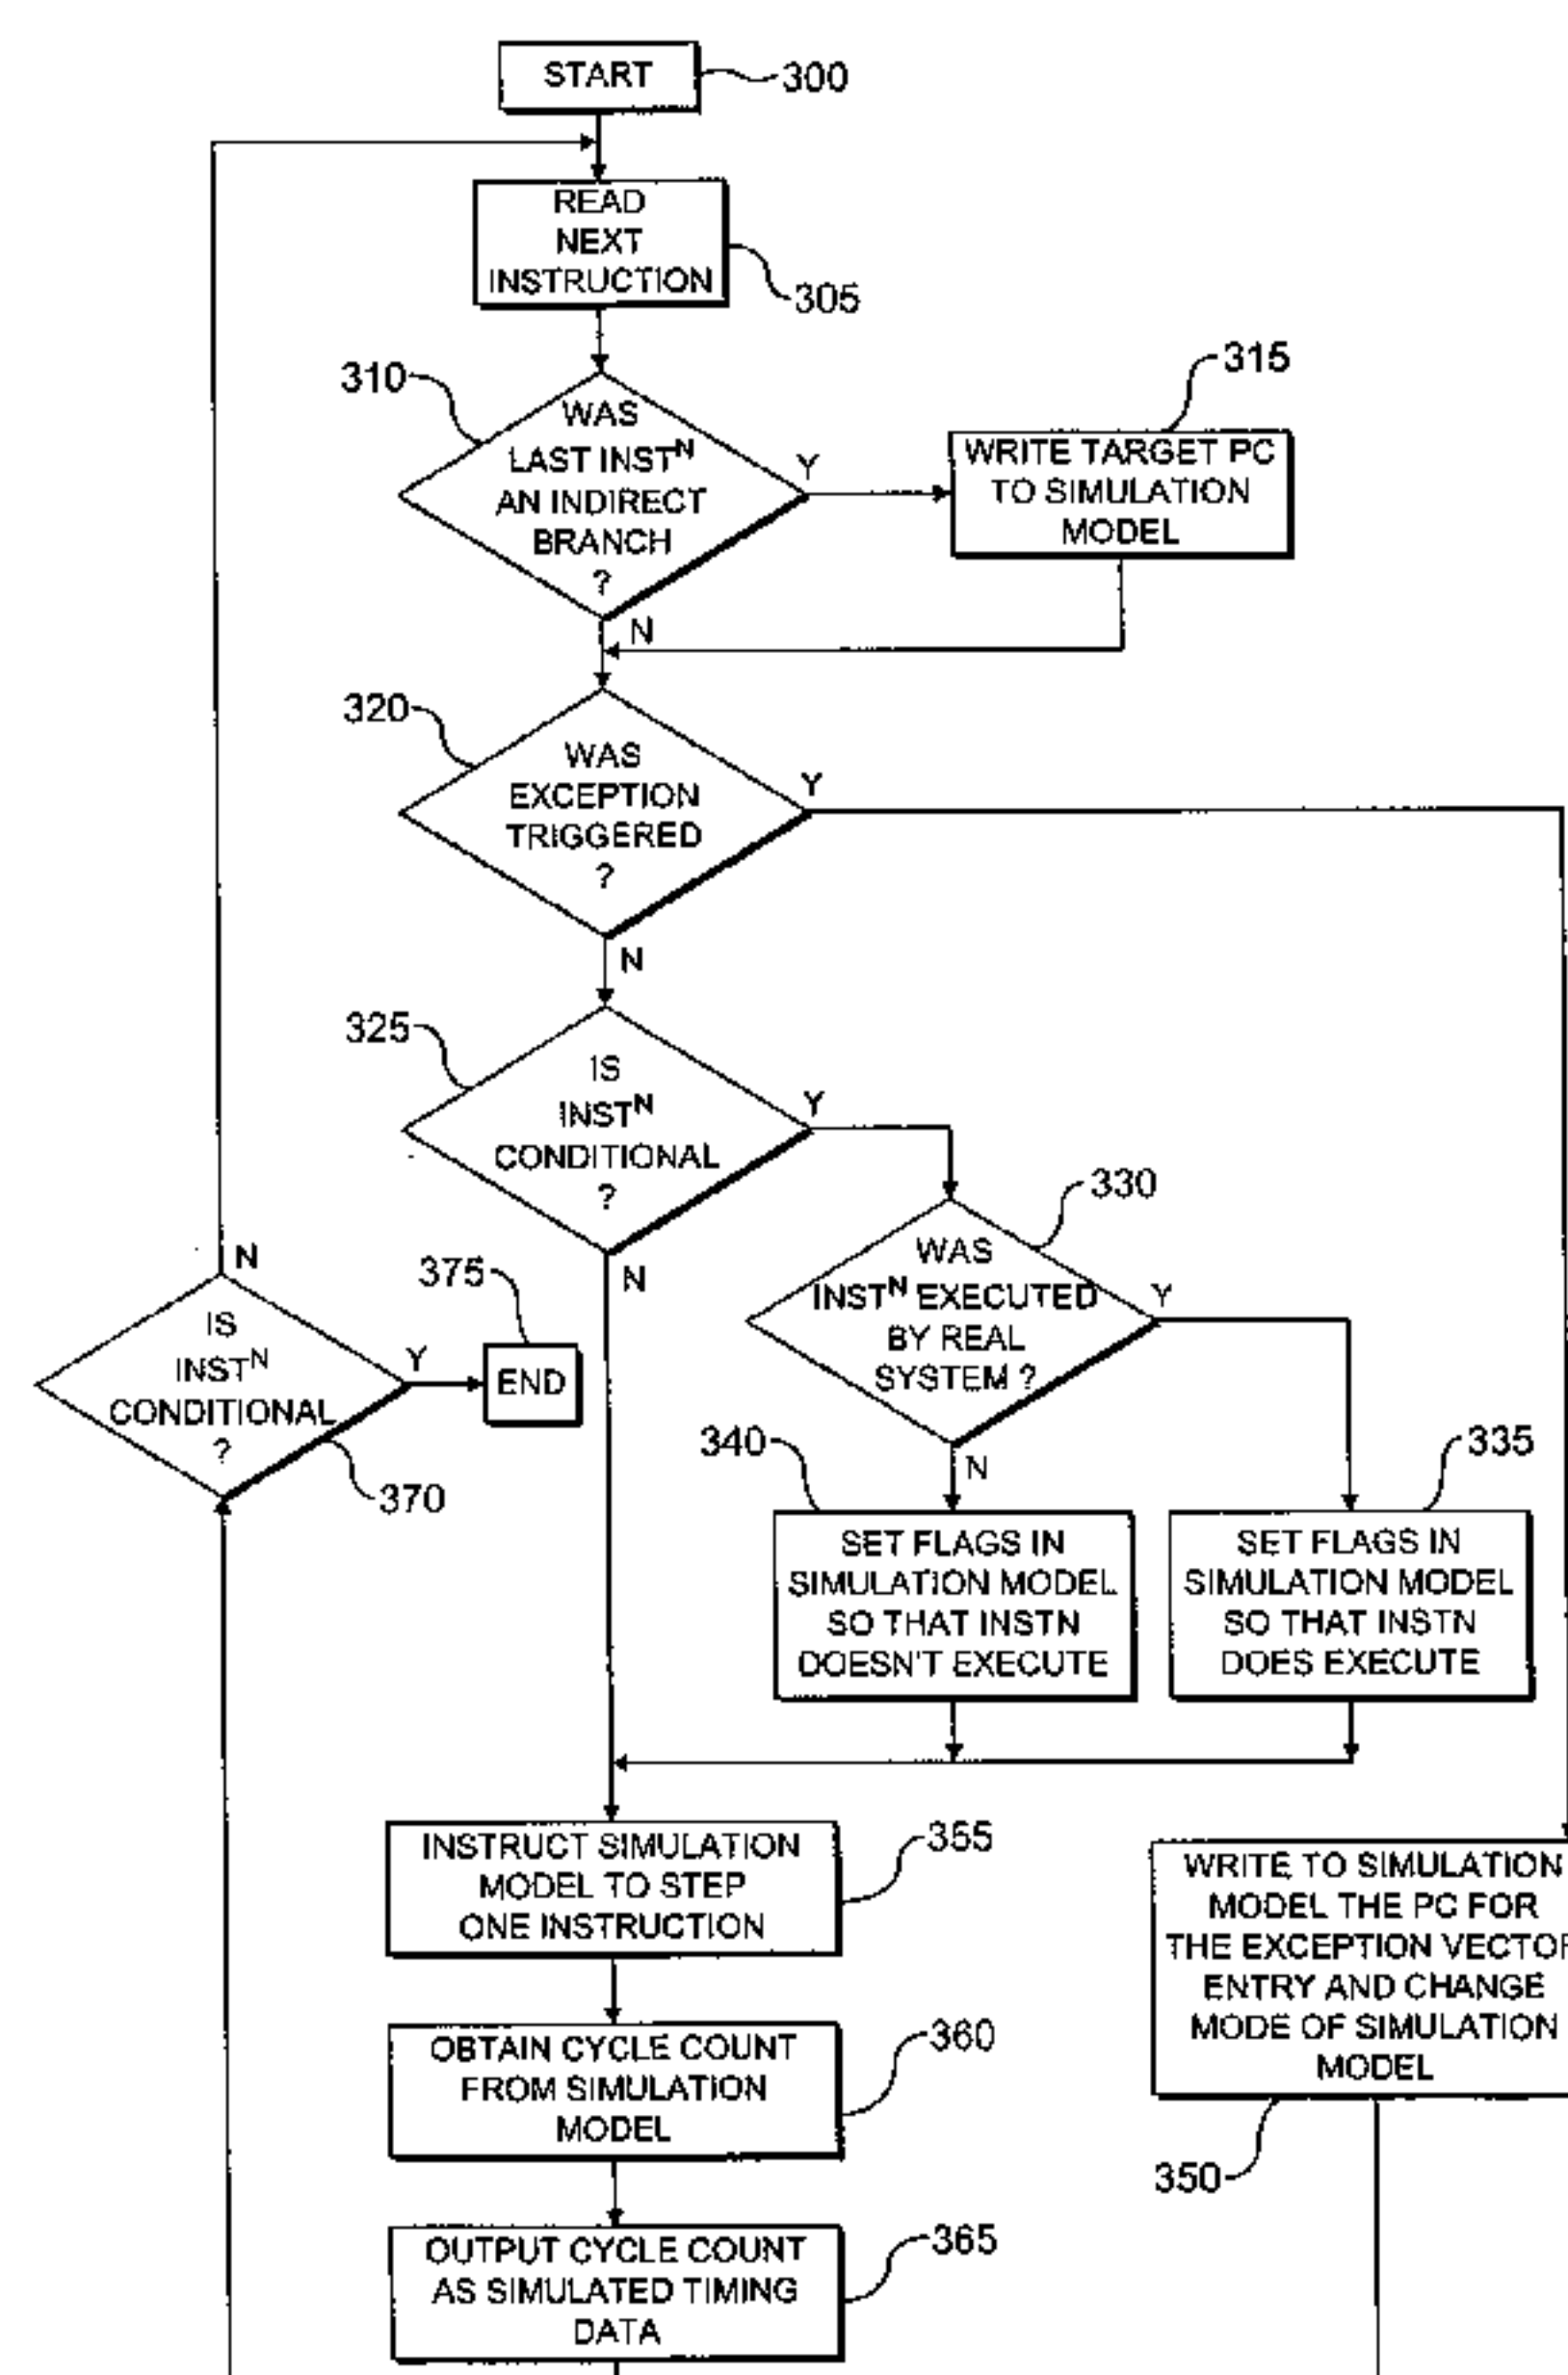 START
300
READ
NEXT
INSTRUCTION
305
310
WAS
LAST INSTN
AN INDIRECT
BRANCH
?
Y
N
315
WRITE TARGET PC
TO SIMULATION
MODEL
320
WAS
EXCEPTION
TRIGGERED
?
Y
N
325
IS
INSTN
CONDITIONAL
?
Y
N
330
WAS
INSTN EXECUTED
BY REAL
SYSTEM ?
Y
N
N
IS
INSTN
CONDITIONAL
?
Y
370
375
END
340
SET FLAGS IN
SIMULATION MODEL
SO THAT INSTN
DOESN'T EXECUTE
335
SET FLAGS IN
SIMULATION MODEL
SO THAT INSTN
DOES EXECUTE
INSTRUCT SIMULATION
MODEL TO STEP
ONE INSTRUCTION
355
WRITE TO SIMULATION
MODEL THE PC FOR
THE EXCEPTION VECTOR
ENTRY AND CHANGE
MODE OF SIMULATION
MODEL
350
OBTAIN CYCLE COUNT
FROM SIMULATION
MODEL
360
OUTPUT CYCLE COUNT
AS SIMULATED TIMING
DATA
365